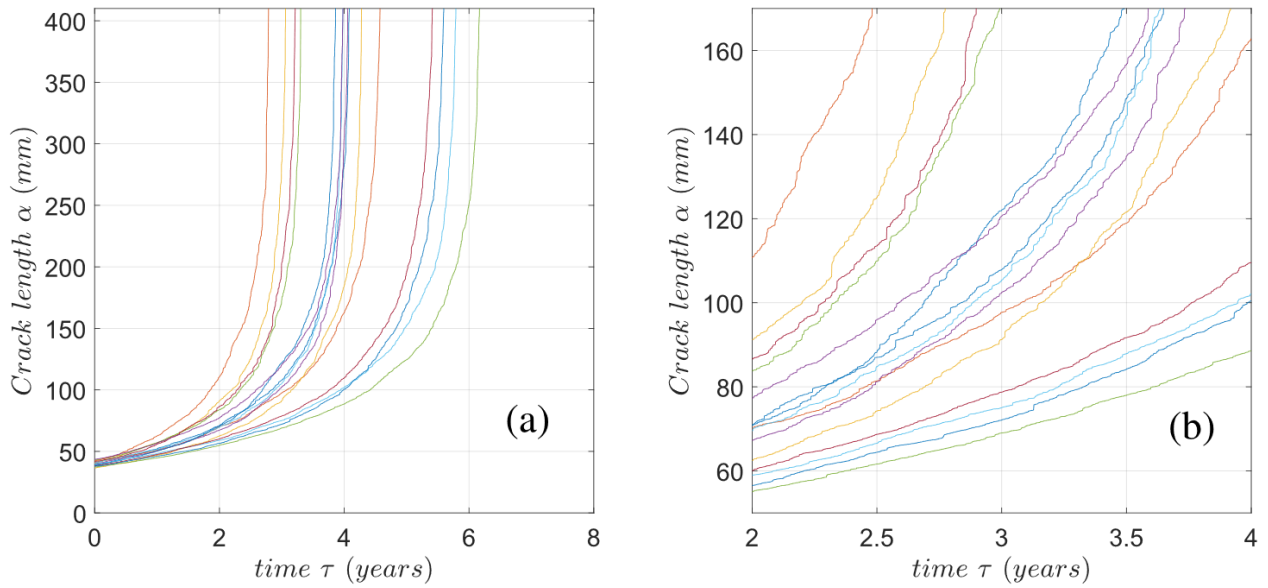 400
350
300
250
200
150
100
50
0
Crack length α (mm)
(a)
0 2 4 6 8
time τ (years)
160
140
120
100
80
60
Crack length α (mm)
(b)
2 2.5 3 3.5 4
time τ (years)